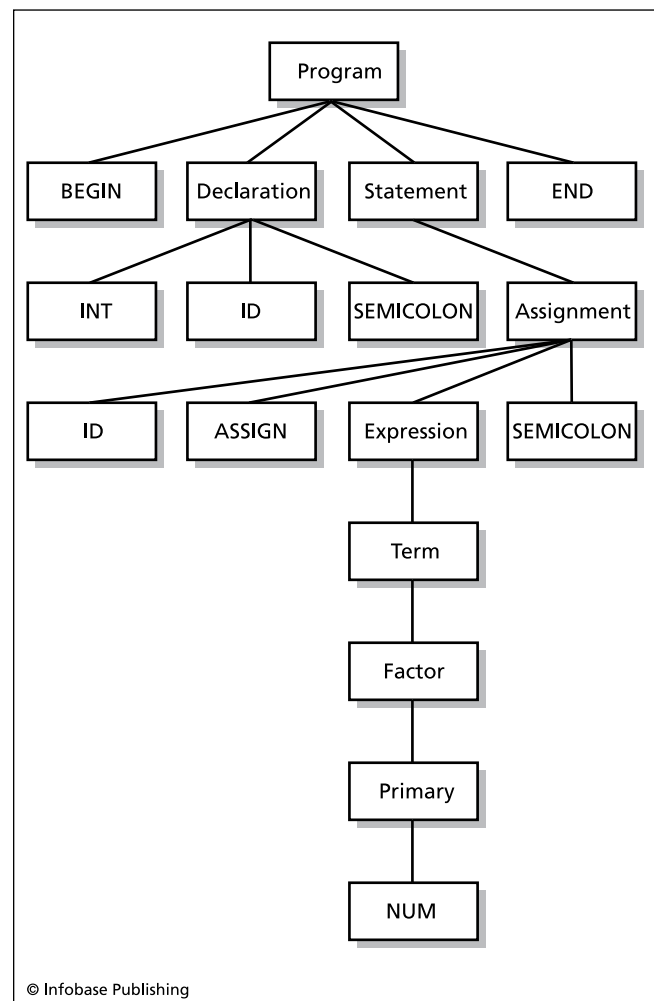 Program
BEGIN Declaration Statement END
INT ID SEMICOLON Assignment
ID ASSIGN Expression SEMICOLON
Term
Factor
Primary
NUM
© Infobase Publishing